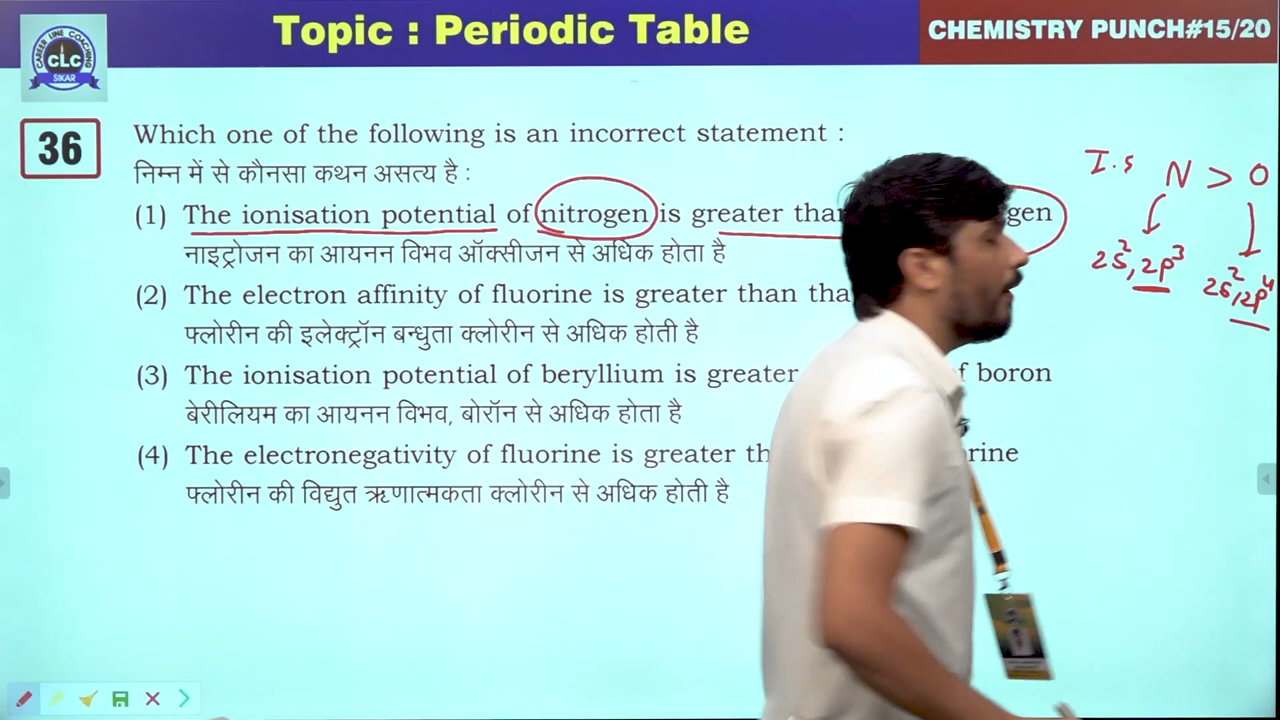 Topic : Periodic Table
CHEMISTRY PUNCH#15/20
CAREER LINE COACHING
CLC
SIKAR
36
Which one of the following is an incorrect statement :
निम्न में से कौनसा कथन असत्य है :
(1) The ionisation potential of nitrogen is greater gen
नाइट्रोजन का आयनन विभव ऑक्सीजन से अधिक होता है
(2) The electron affinity of fluorine is greater than
फ्लोरीन की इलेक्ट्रॉन बन्धुता क्लोरीन से अधिक होती है
(3) The ionisation potential of beryllium is greater boron
बेरीलियम का आयनन विभव, बोरॉन से अधिक होता है
(4) The electronegativity of fluorine is greater rine
फ्लोरीन की विद्युत ऋणात्मकता क्लोरीन से अधिक होती है
N > O
2s², 2p³
2s², 2p⁴